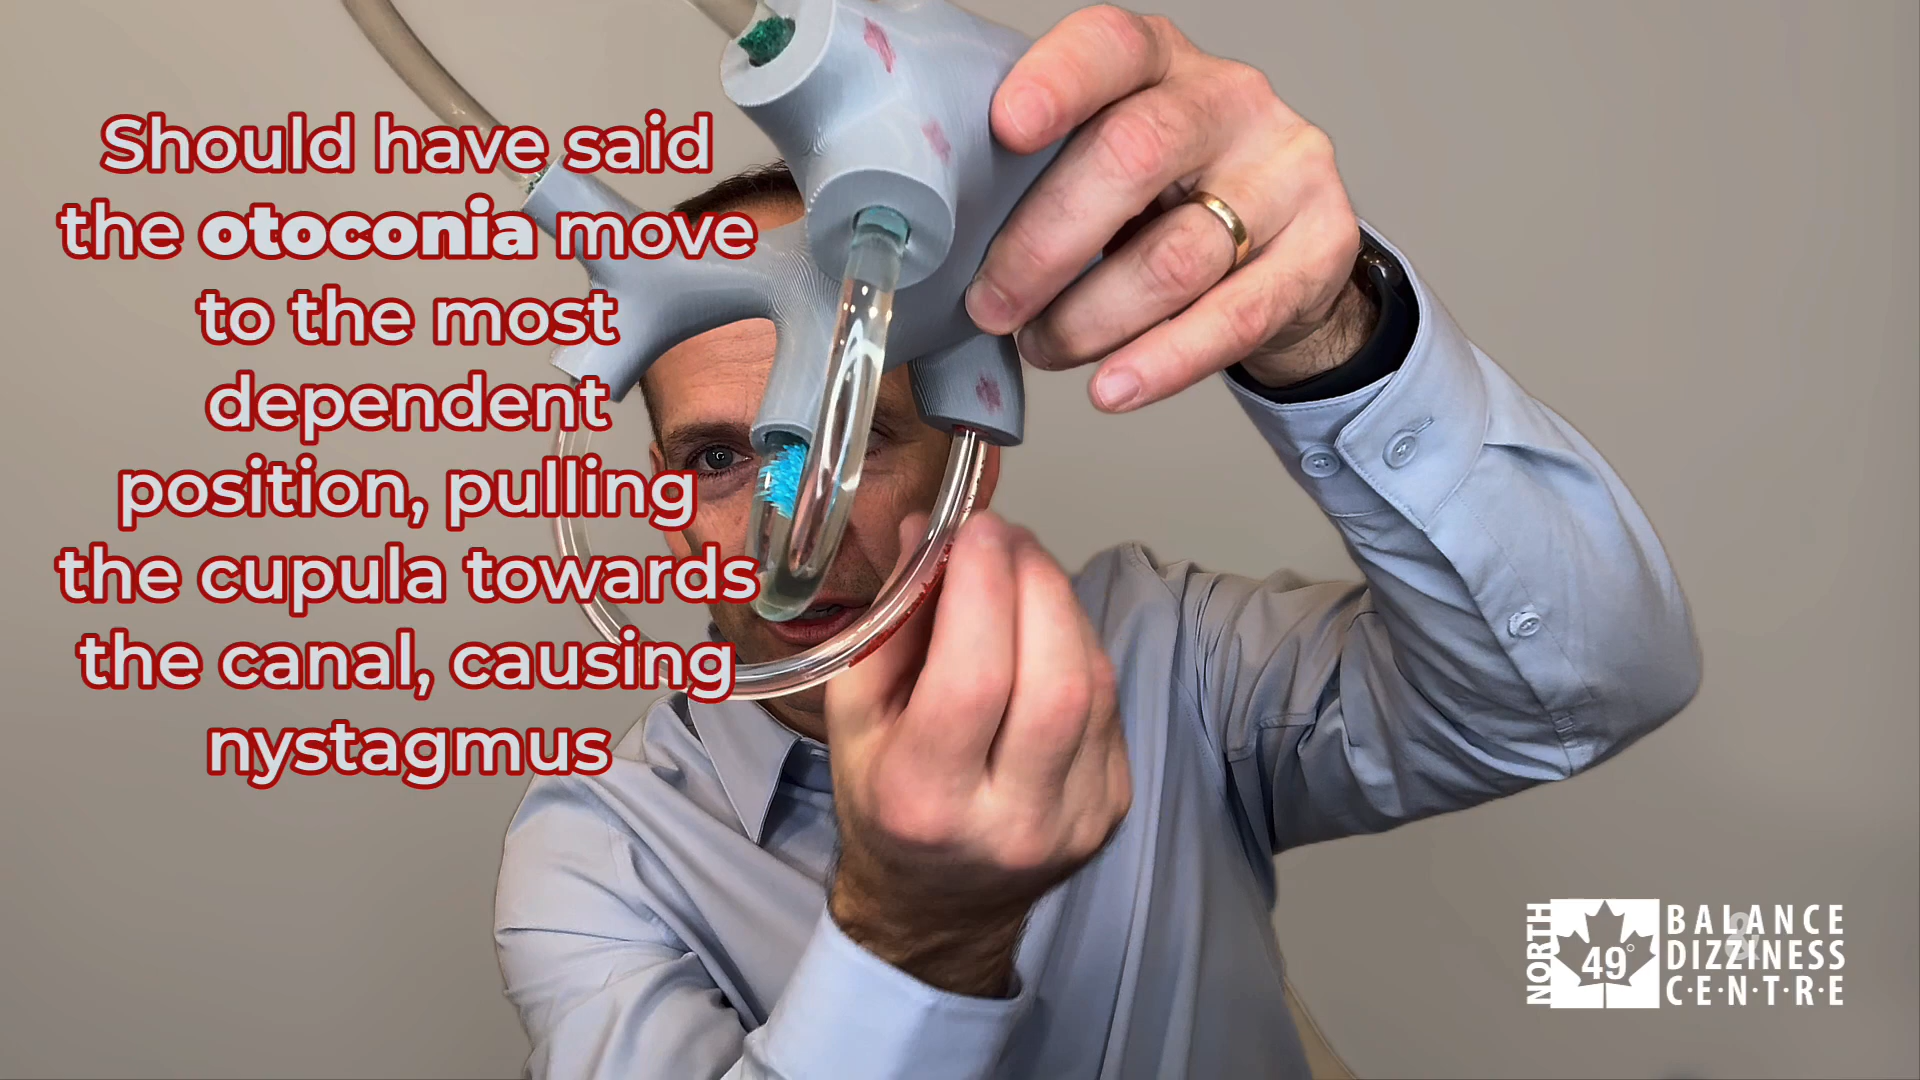 Should have said
the otoconia move
to the most
dependent
position, pulling
the cupula towards
the canal, causing
nystagmus
NORTH
49°
BALANCE
&
DIZZINESS
C·E·N·T·R·E